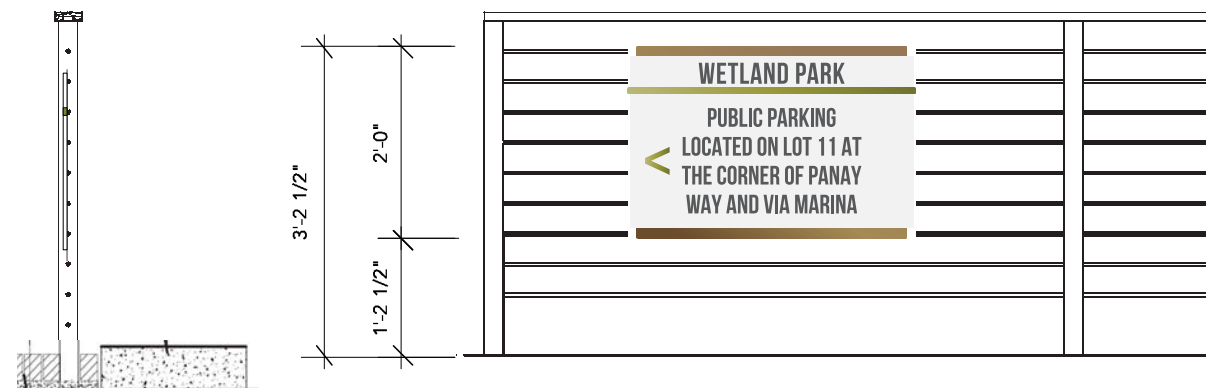 2'-0"
3'-2 1/2"
1'-2 1/2"
WETLAND PARK
PUBLIC PARKING
LOCATED ON LOT 11 AT
< THE CORNER OF PANAY
WAY AND VIA MARINA